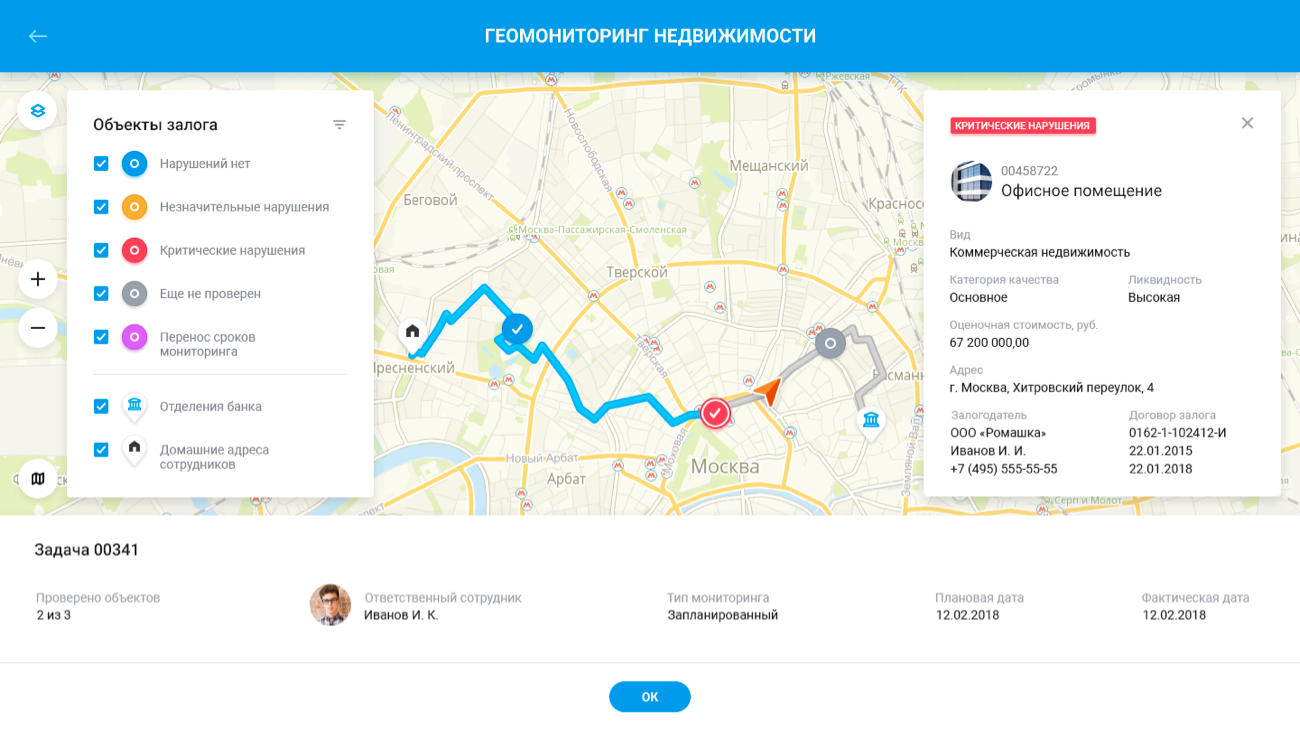 ГЕОМОНИТОРИНГ НЕДВИЖИМОСТИ
Объекты залога
Нарушений нет
Незначительные нарушения
Критические нарушения
Еще не проверен
Перенос сроков
мониторинга
Отделения банка
Домашние адреса
сотрудников
Ржевская
Ленинградский проспект
Новослободская
Мещанский
Беговой
Москва-Пассажирская-Смоленская
Тверской
Тверская
Моховая
Москва
Новый Арбат
Арбат
Серп и Молот
КРИТИЧЕСКИЕ НАРУШЕНИЯ
00458722
Офисное помещение
Вид
Коммерческая недвижимость
Категория качества Ликвидность
Основное Высокая
Оценочная стоимость, руб.
67 200 000,00
Адрес
г. Москва, Хитровский переулок, 4
Залогодатель Договор залога
ООО «Ромашка» 0162-1-102412-И
Иванов И. И. 22.01.2015
+7 (495) 555-55-55 22.01.2018
Задача 00341
Проверено объектов Ответственный сотрудник Тип мониторинга Плановая дата Фактическая дата
2 из 3 Иванов И. К. Запланированный 12.02.2018 12.02.2018
ОК